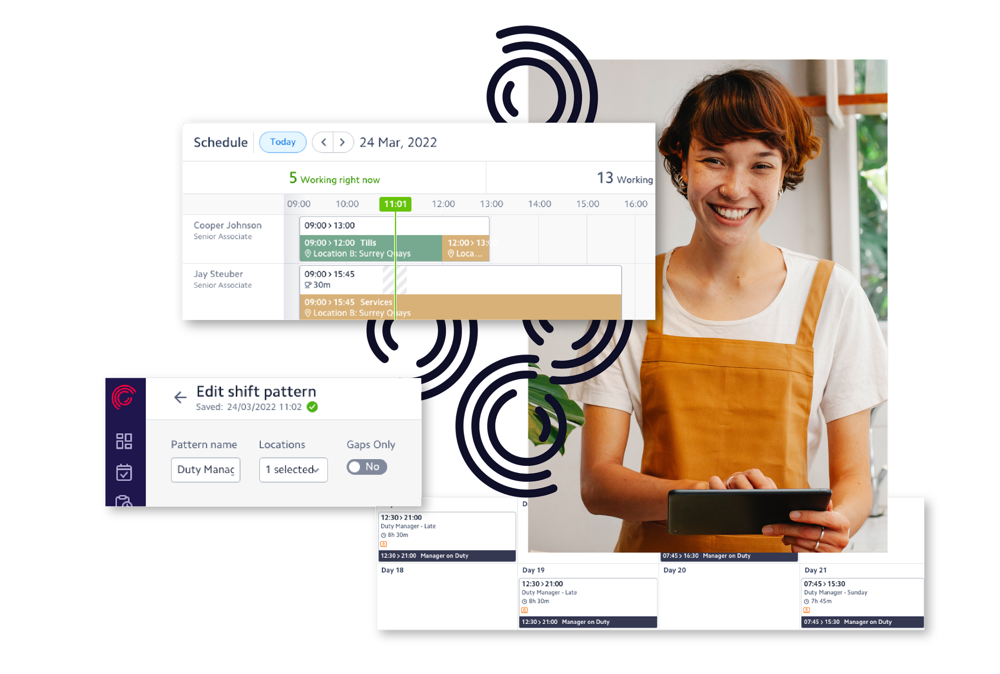 Schedule Today 24 Mar, 2022
5 Working right now 13 Working
09:00 10:00 11:01 12:00 13:00 14:00 15:00 16:00
Cooper Johnson
Senior Associate
09:00 > 13:00
09:00 > 12:00 Tills
Location B: Surrey Quays
12:00 > 13:00
Loca...
Jay Steuber
Senior Associate
09:00 > 15:45
30m
09:00 > 15:45 Services
Location B: Surrey Quays
Edit shift pattern
Saved: 24/03/2022 11:02
Pattern name Locations Gaps Only
Duty Manag 1 selected No
D
12:30 > 21:00
Duty Manager - Late
8h 30m
12:30 > 21:00 Manager on Duty
07:45 > 16:30 Manager on Duty
Day 18 Day 19 Day 20 Day 21
12:30 > 21:00
Duty Manager - Late
8h 30m
12:30 > 21:00 Manager on Duty
07:45 > 15:30
Duty Manager - Sunday
7h 45m
07:45 > 15:30 Manager on Duty